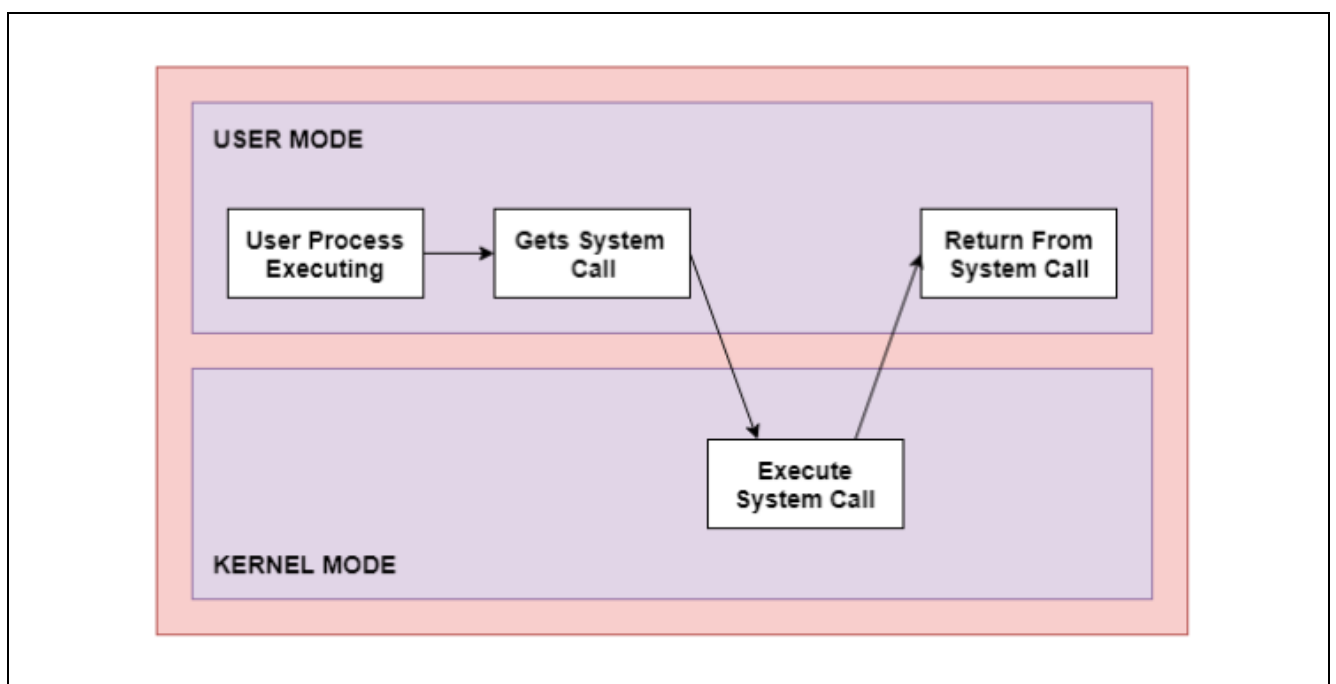 USER MODE
User Process
Executing
Gets System
Call
Return From
System Call
Execute
System Call
KERNEL MODE